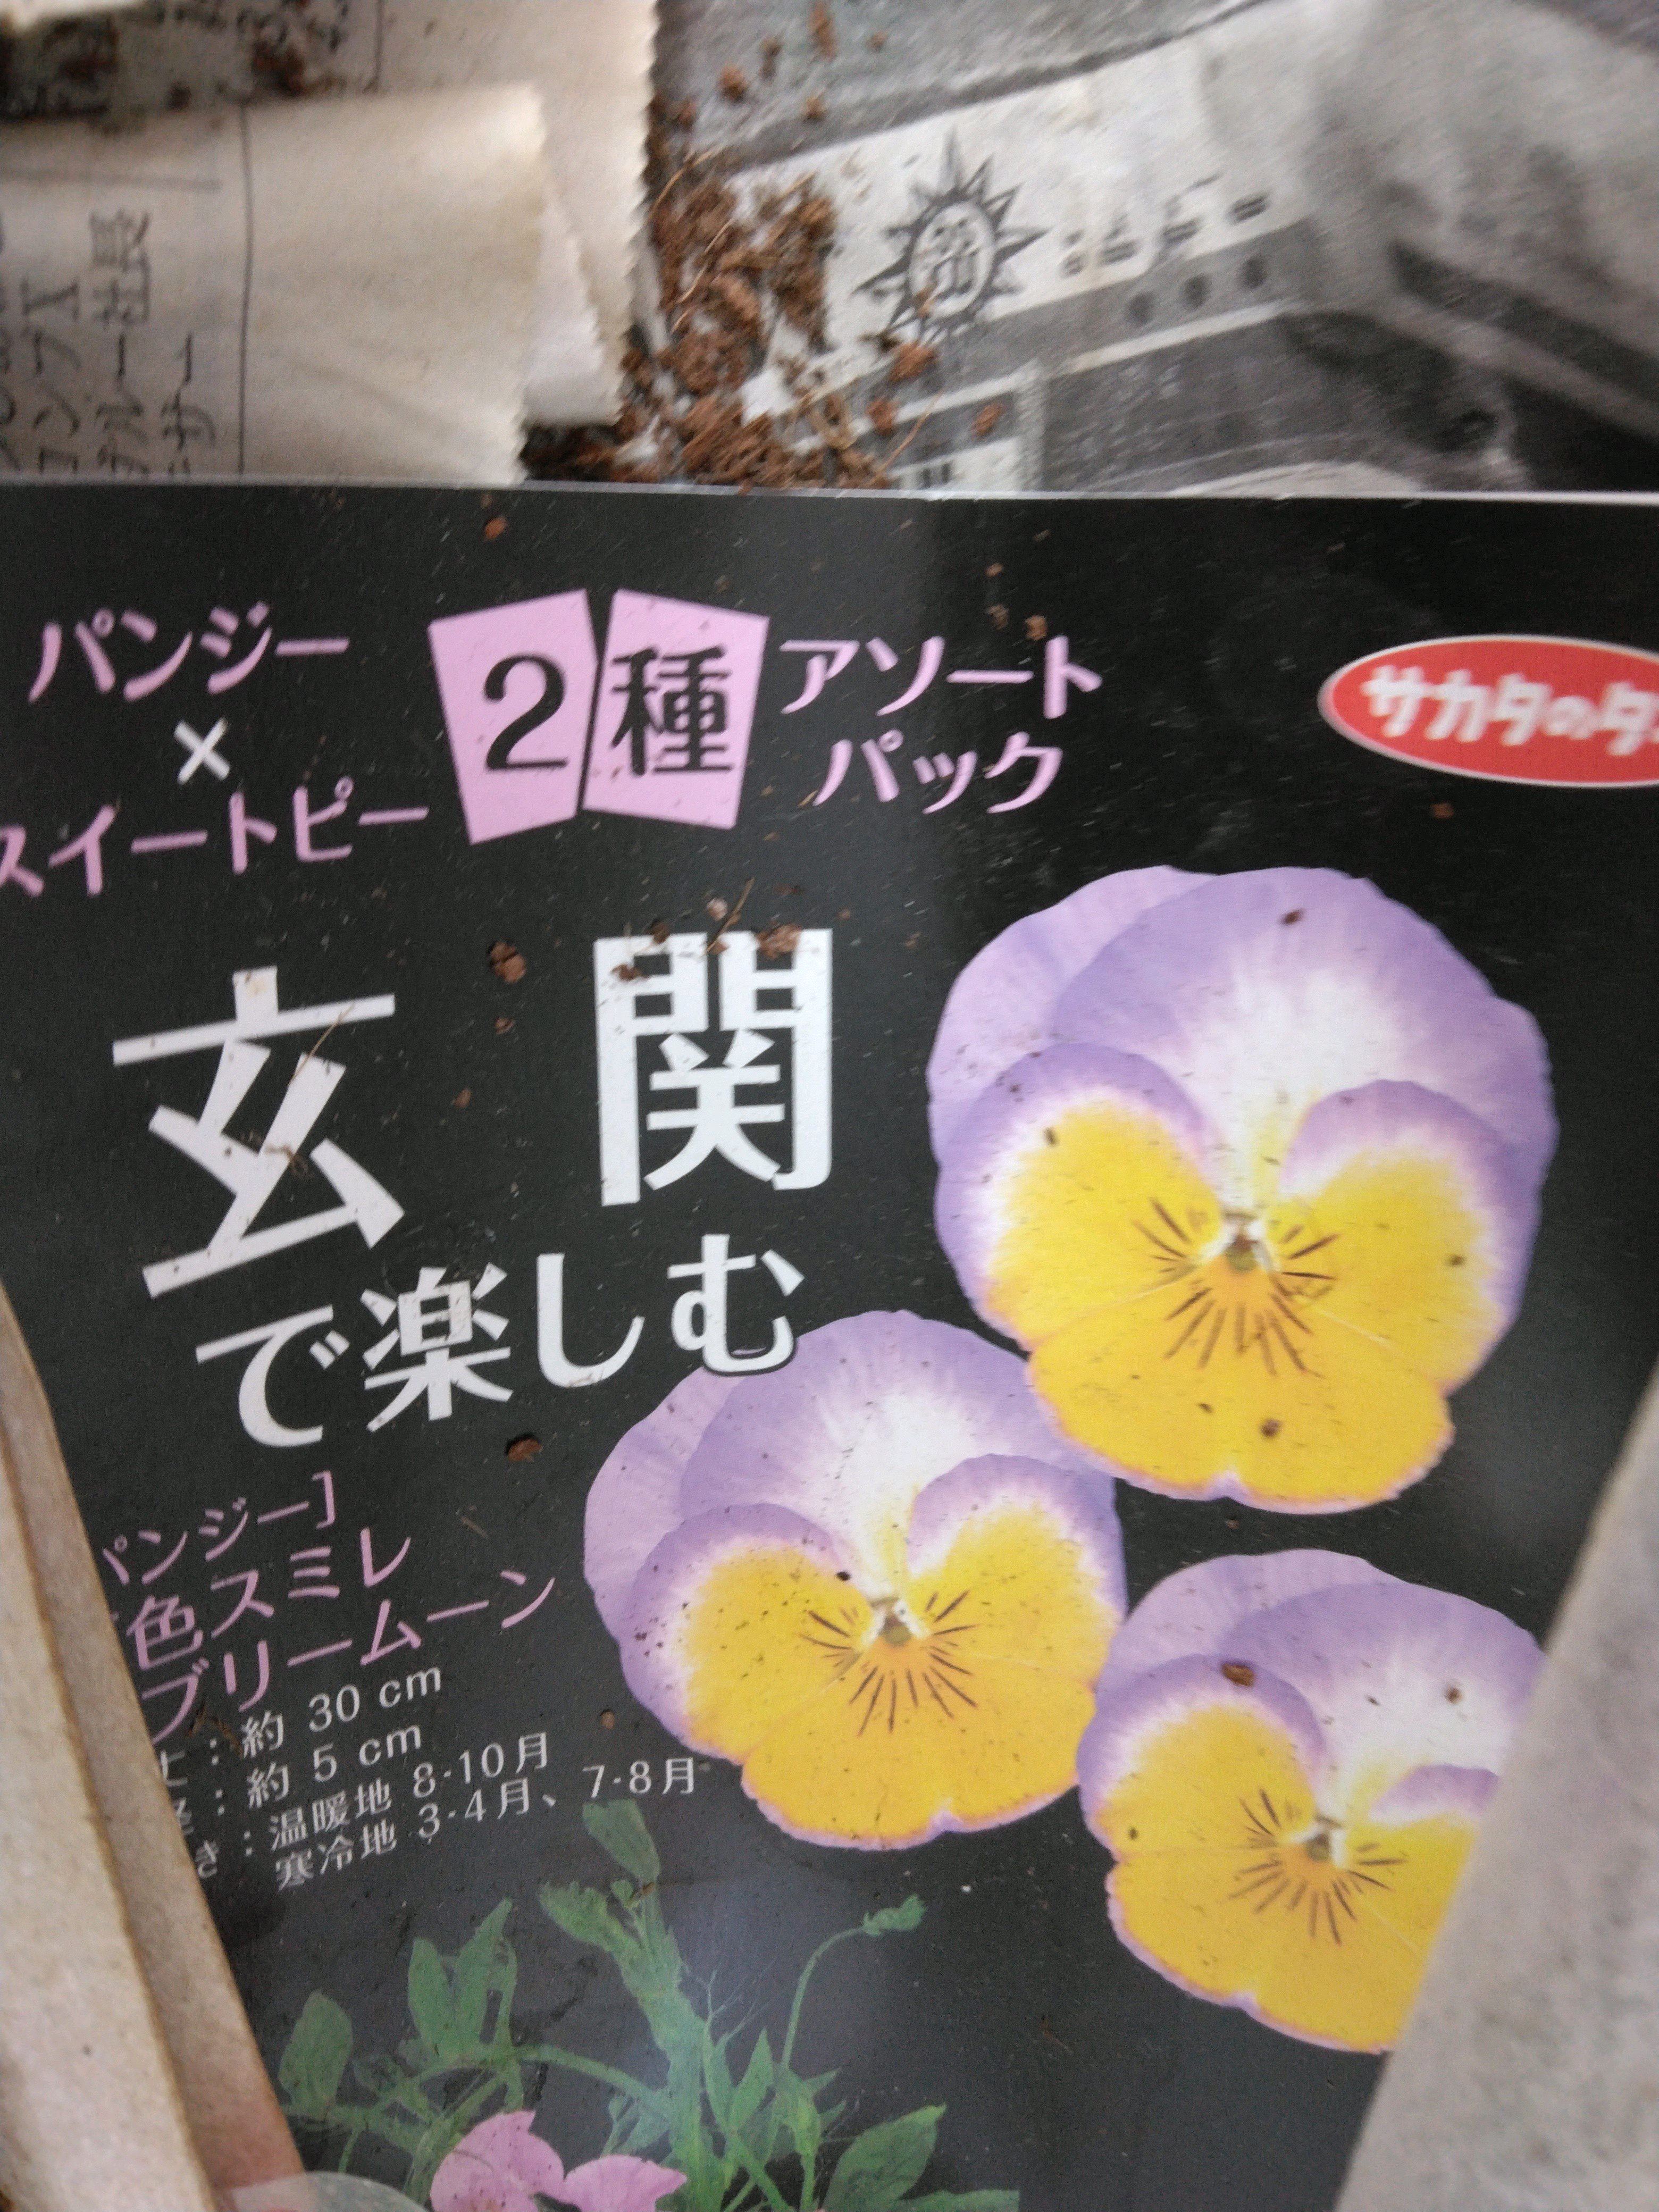 社長
パンジー
×
スイートピー
2種
アソート
パック
サカタのタ
玄関
で楽しむ
パンジー]
色スミレ
ブリームーン
:約 30 cm
:約 5 cm
き:温暖地 8-10月
寒冷地 3-4月、7-8月